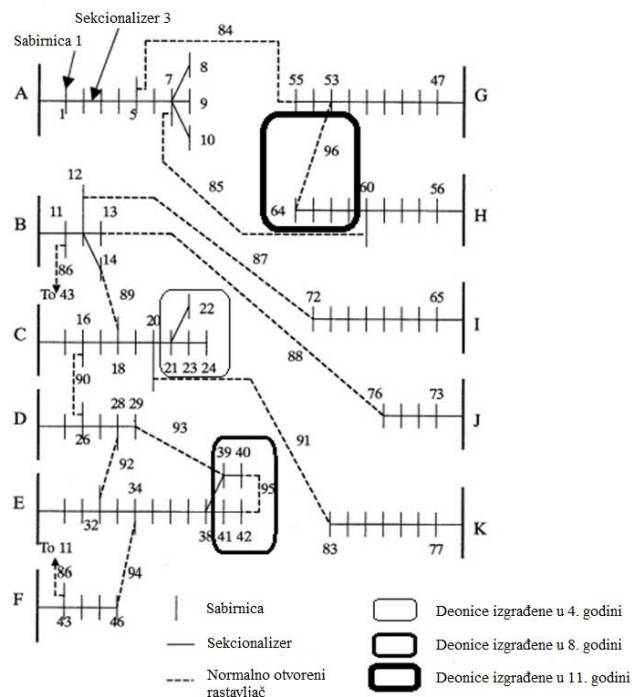 Sekcionalizer 3
Sabirnica 1
84
8
7
55 53 47
A
9
G
1
5
10
96
12
85
60 56
11
13
64
H
B
86
14
87
To 43
89
72 65
16
20
22
I
C
88
90
18
21 23 24
76 73
28 29
J
D
93
91
26
39 40
92
34
95
E
32
38 41 42
K
83 77
To 11
86
94
F
43
46
Sabirnica
Deonice izgrađene u 4. godini
Sekcionalizer
Deonice izgrađene u 8. godini
Normalno otvoreni
rastavljač
Deonice izgrađene u 11. godini